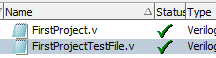 Name Status Type
FirstProject.v Verilog
FirstProjectTestFile.v Verilog